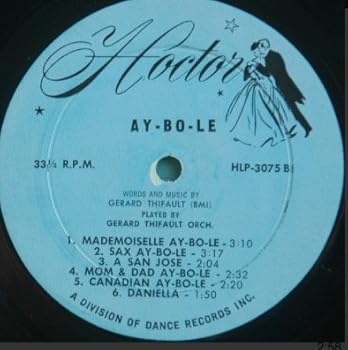 Hoctor
AY-BO-LE
33⅓ R.P.M.
HLP-3075 B
WORDS AND MUSIC BY
GERARD THIFAULT (BMI)
PLAYED BY
GERARD THIFAULT ORCH.
1. MADEMOISELLE AY-BO-LE - 3:10
2. SAX AY-BO-LE - 3:17
3. A SAN JOSE - 2:04
4. MOM & DAD AY-BO-LE - 2:32
5. CANADIAN AY-BO-LE - 2:20
6. DANIELLA - 1:50
A DIVISION OF DANCE RECORDS INC.